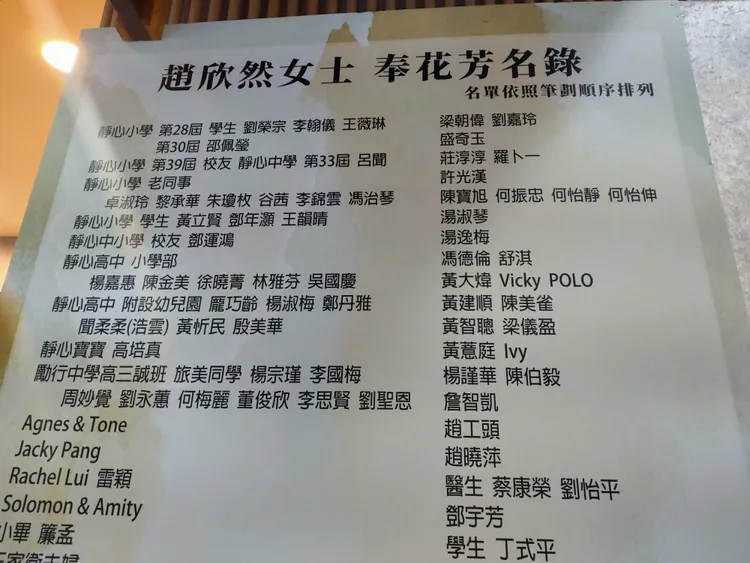 趙欣然女士 奉花芳名錄
名單依照筆劃順序排列
靜心小學 第28屆 學生 劉榮宗 李翰儀 王薇琳
第30屆 邵佩瑩
靜心小學 第39屆 校友 靜心中學 第33屆 呂聞
靜心小學 老同事
卓淑玲 黎承華 朱瓊枚 谷茜 李錦雲 馮治琴
靜心小學 學生 黃立賢 鄧年灝 王韻晴
靜心中小學 校友 鄧運鴻
靜心高中 小學部
楊嘉惠 陳金美 徐曉菁 林雅芬 吳國慶
靜心高中 附設幼兒園 龐巧齡 楊淑梅 鄭丹雅
聞柔柔(浩雲) 黃忻民 殷美華
靜心寶寶 高培真
勵行中學高三誠班 旅美同學 楊宗瑾 李國梅
周妙覺 劉永蕙 何梅麗 董俊欣 李思賢 劉聖恩
Agnes & Tone
Jacky Pang
Rachel Lui 雷穎
Solomon & Amity
小畢 簾孟
王家衛夫婦
梁朝偉 劉嘉玲
盛奇玉
莊淳淳 羅卜一
許光漢
陳寶旭 何振忠 何怡靜 何怡伸
湯淑琴
湯逸梅
馮德倫 舒淇
黃大煒 Vicky POLO
黃建順 陳美雀
黃智聰 梁儀盈
黃薏庭 Ivy
楊謹華 陳伯毅
詹智凱
趙工頭
趙曉萍
醫生 蔡康榮 劉怡平
鄧宇芳
學生 丁式平